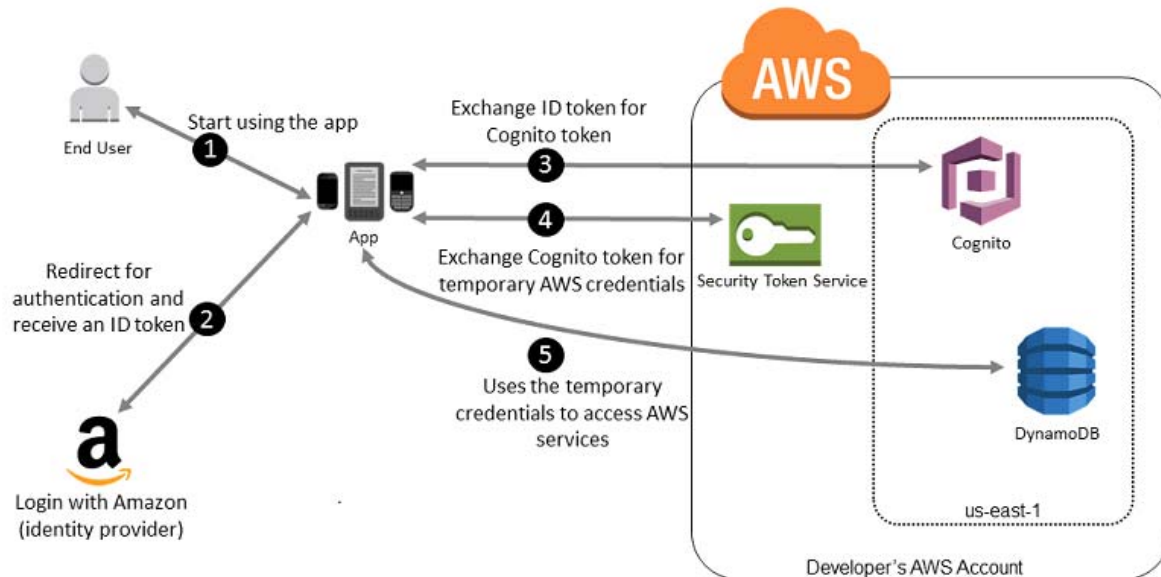 AWS
End User
Start using the app
1
Exchange ID token for
Cognito token
3
App
4
Exchange Cognito token for
temporary AWS credentials
Security Token Service
Cognito
Redirect for
authentication and
receive an ID token
2
5
Uses the temporary
credentials to access AWS
services
DynamoDB
a
Login with Amazon
(identity provider)
us-east-1
Developer's AWS Account